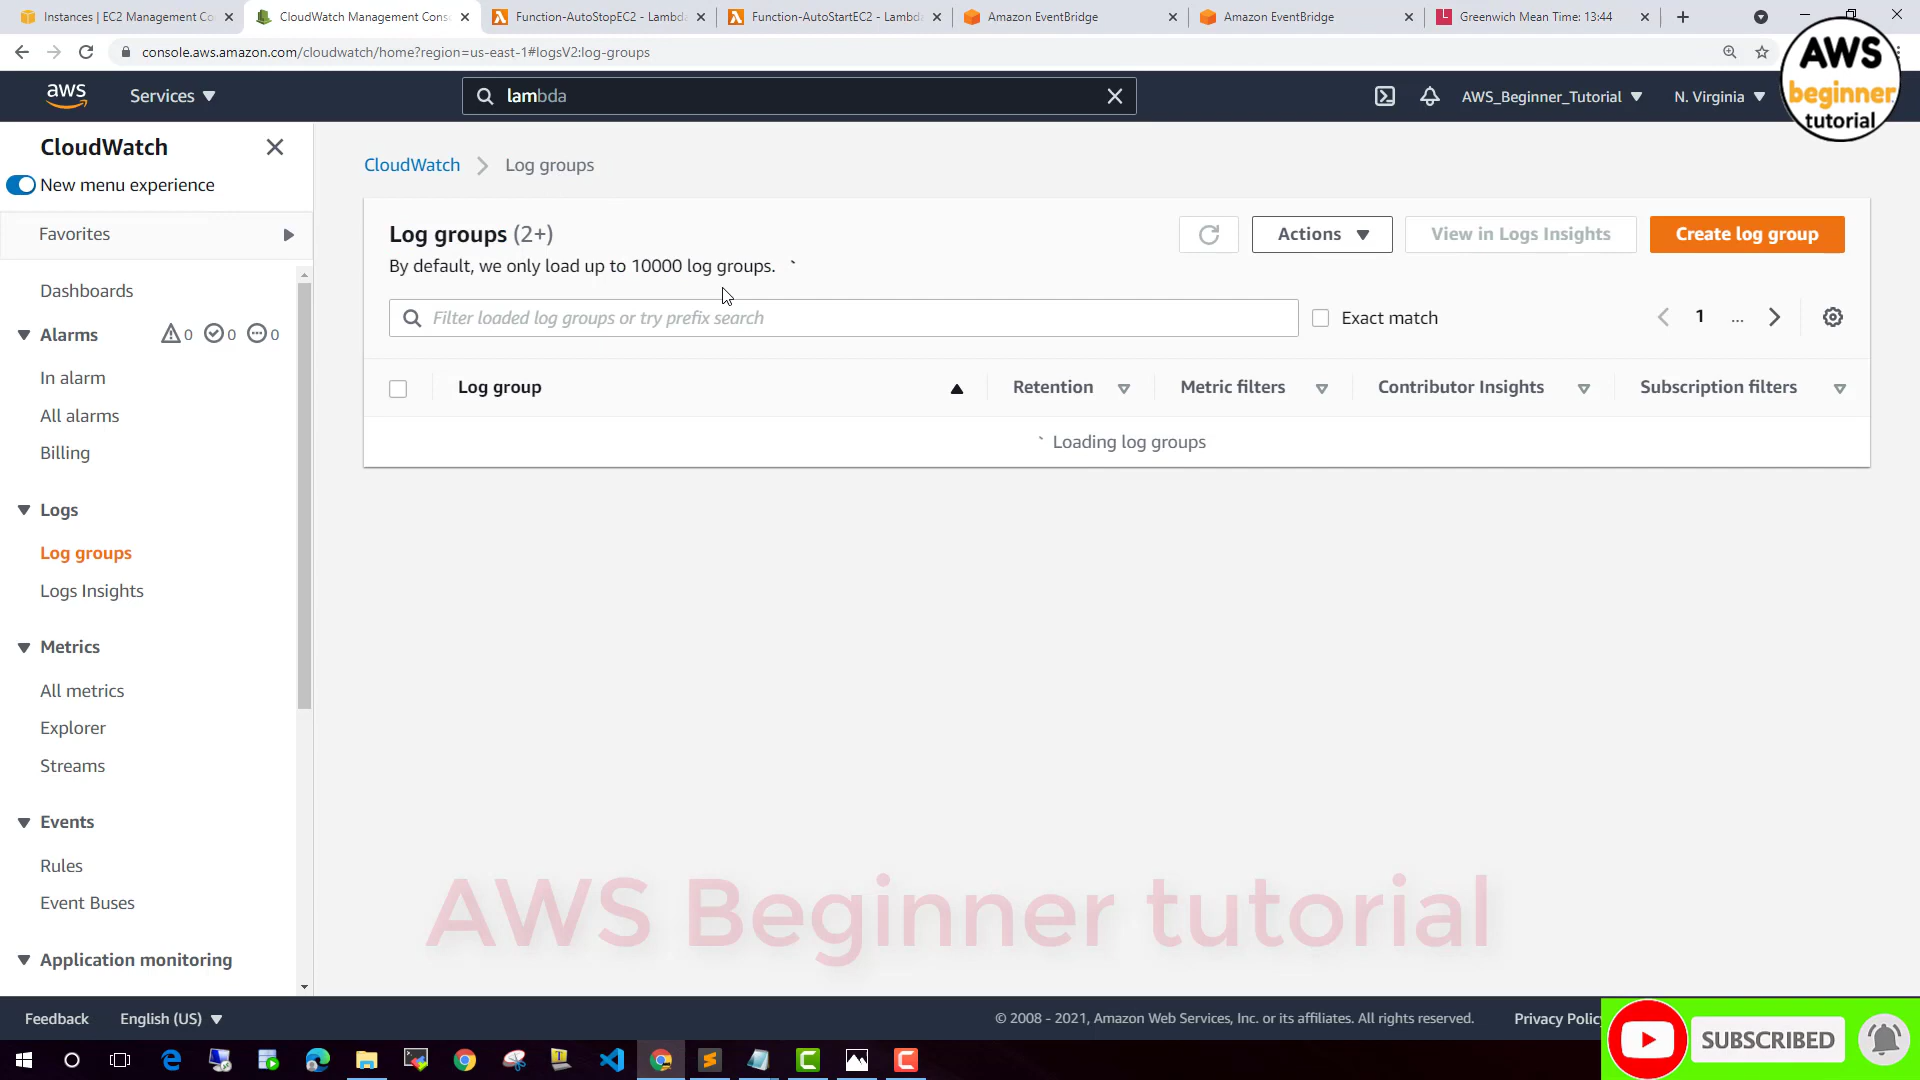 Instances | EC2 Management Co
CloudWatch Management Conso
Function-AutoStopEC2 - Lambda
Function-AutoStartEC2 - Lambda
Amazon EventBridge
Amazon EventBridge
Greenwich Mean Time: 13:44
console.aws.amazon.com/cloudwatch/home?region=us-east-1#logsV2:log-groups
AWS
beginner
tutorial
aws
Services
lambda
AWS_Beginner_Tutorial
N. Virginia
CloudWatch
New menu experience
Favorites
Dashboards
Alarms
0
0
0
In alarm
All alarms
Billing
Logs
Log groups
Logs Insights
Metrics
All metrics
Explorer
Streams
Events
Rules
Event Buses
Application monitoring
CloudWatch
Log groups
Log groups (2+)
By default, we only load up to 10000 log groups.
Actions
View in Logs Insights
Create log group
Filter loaded log groups or try prefix search
Exact match
1
...
Log group
Retention
Metric filters
Contributor Insights
Subscription filters
Loading log groups
AWS Beginner tutorial
Feedback
English (US)
© 2008 - 2021, Amazon Web Services, Inc. or its affiliates. All rights reserved.
Privacy Policy
SUBSCRIBED